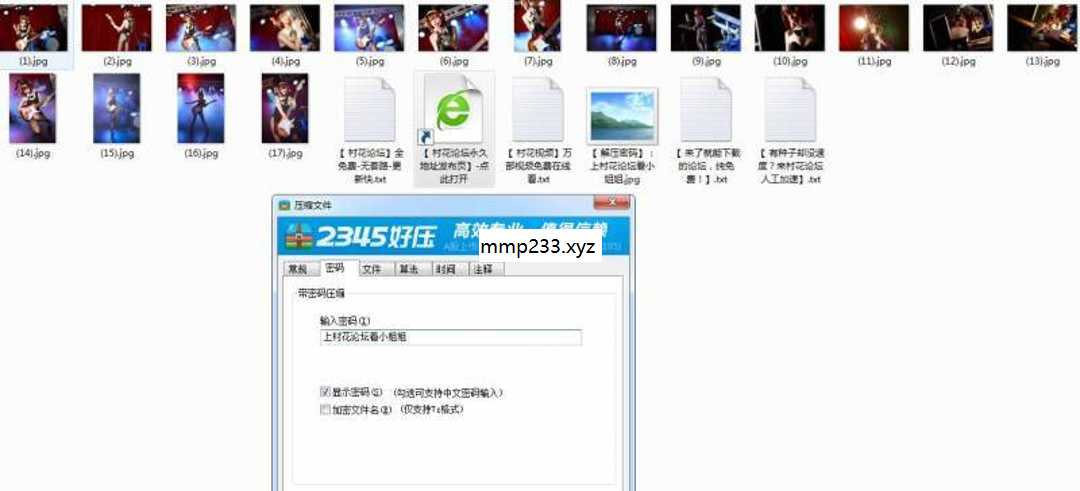 (1).jpg
(2).jpg
(3).jpg
(4).jpg
(5).jpg
(6).jpg
(7).jpg
(8).jpg
(9).jpg
(10).jpg
(11).jpg
(12).jpg
(13).jpg
(14).jpg
(15).jpg
(16).jpg
(17).jpg
【村花论坛】全
免费-无套路-更
新快.txt
【村花论坛永久
地址发布页】-点
此打开
【村花视频】万
部视频免费在线
看.txt
【解压密码】：
上村花论坛看小
姐姐.jpg
【来了就能下载
的论坛，纯免
费！】.txt
【有种子却没速
度？来村花论坛
人工加速】.txt
压缩文件
2345好压
高效专业 值得信赖
mmp233.xyz
常规
密码
文件
算法
时间
注释
带密码压缩
输入密码(I)
上村花论坛看小姐姐
显示密码(S) (勾选可支持中文密码输入)
加密文件名(R) (仅支持7z格式)